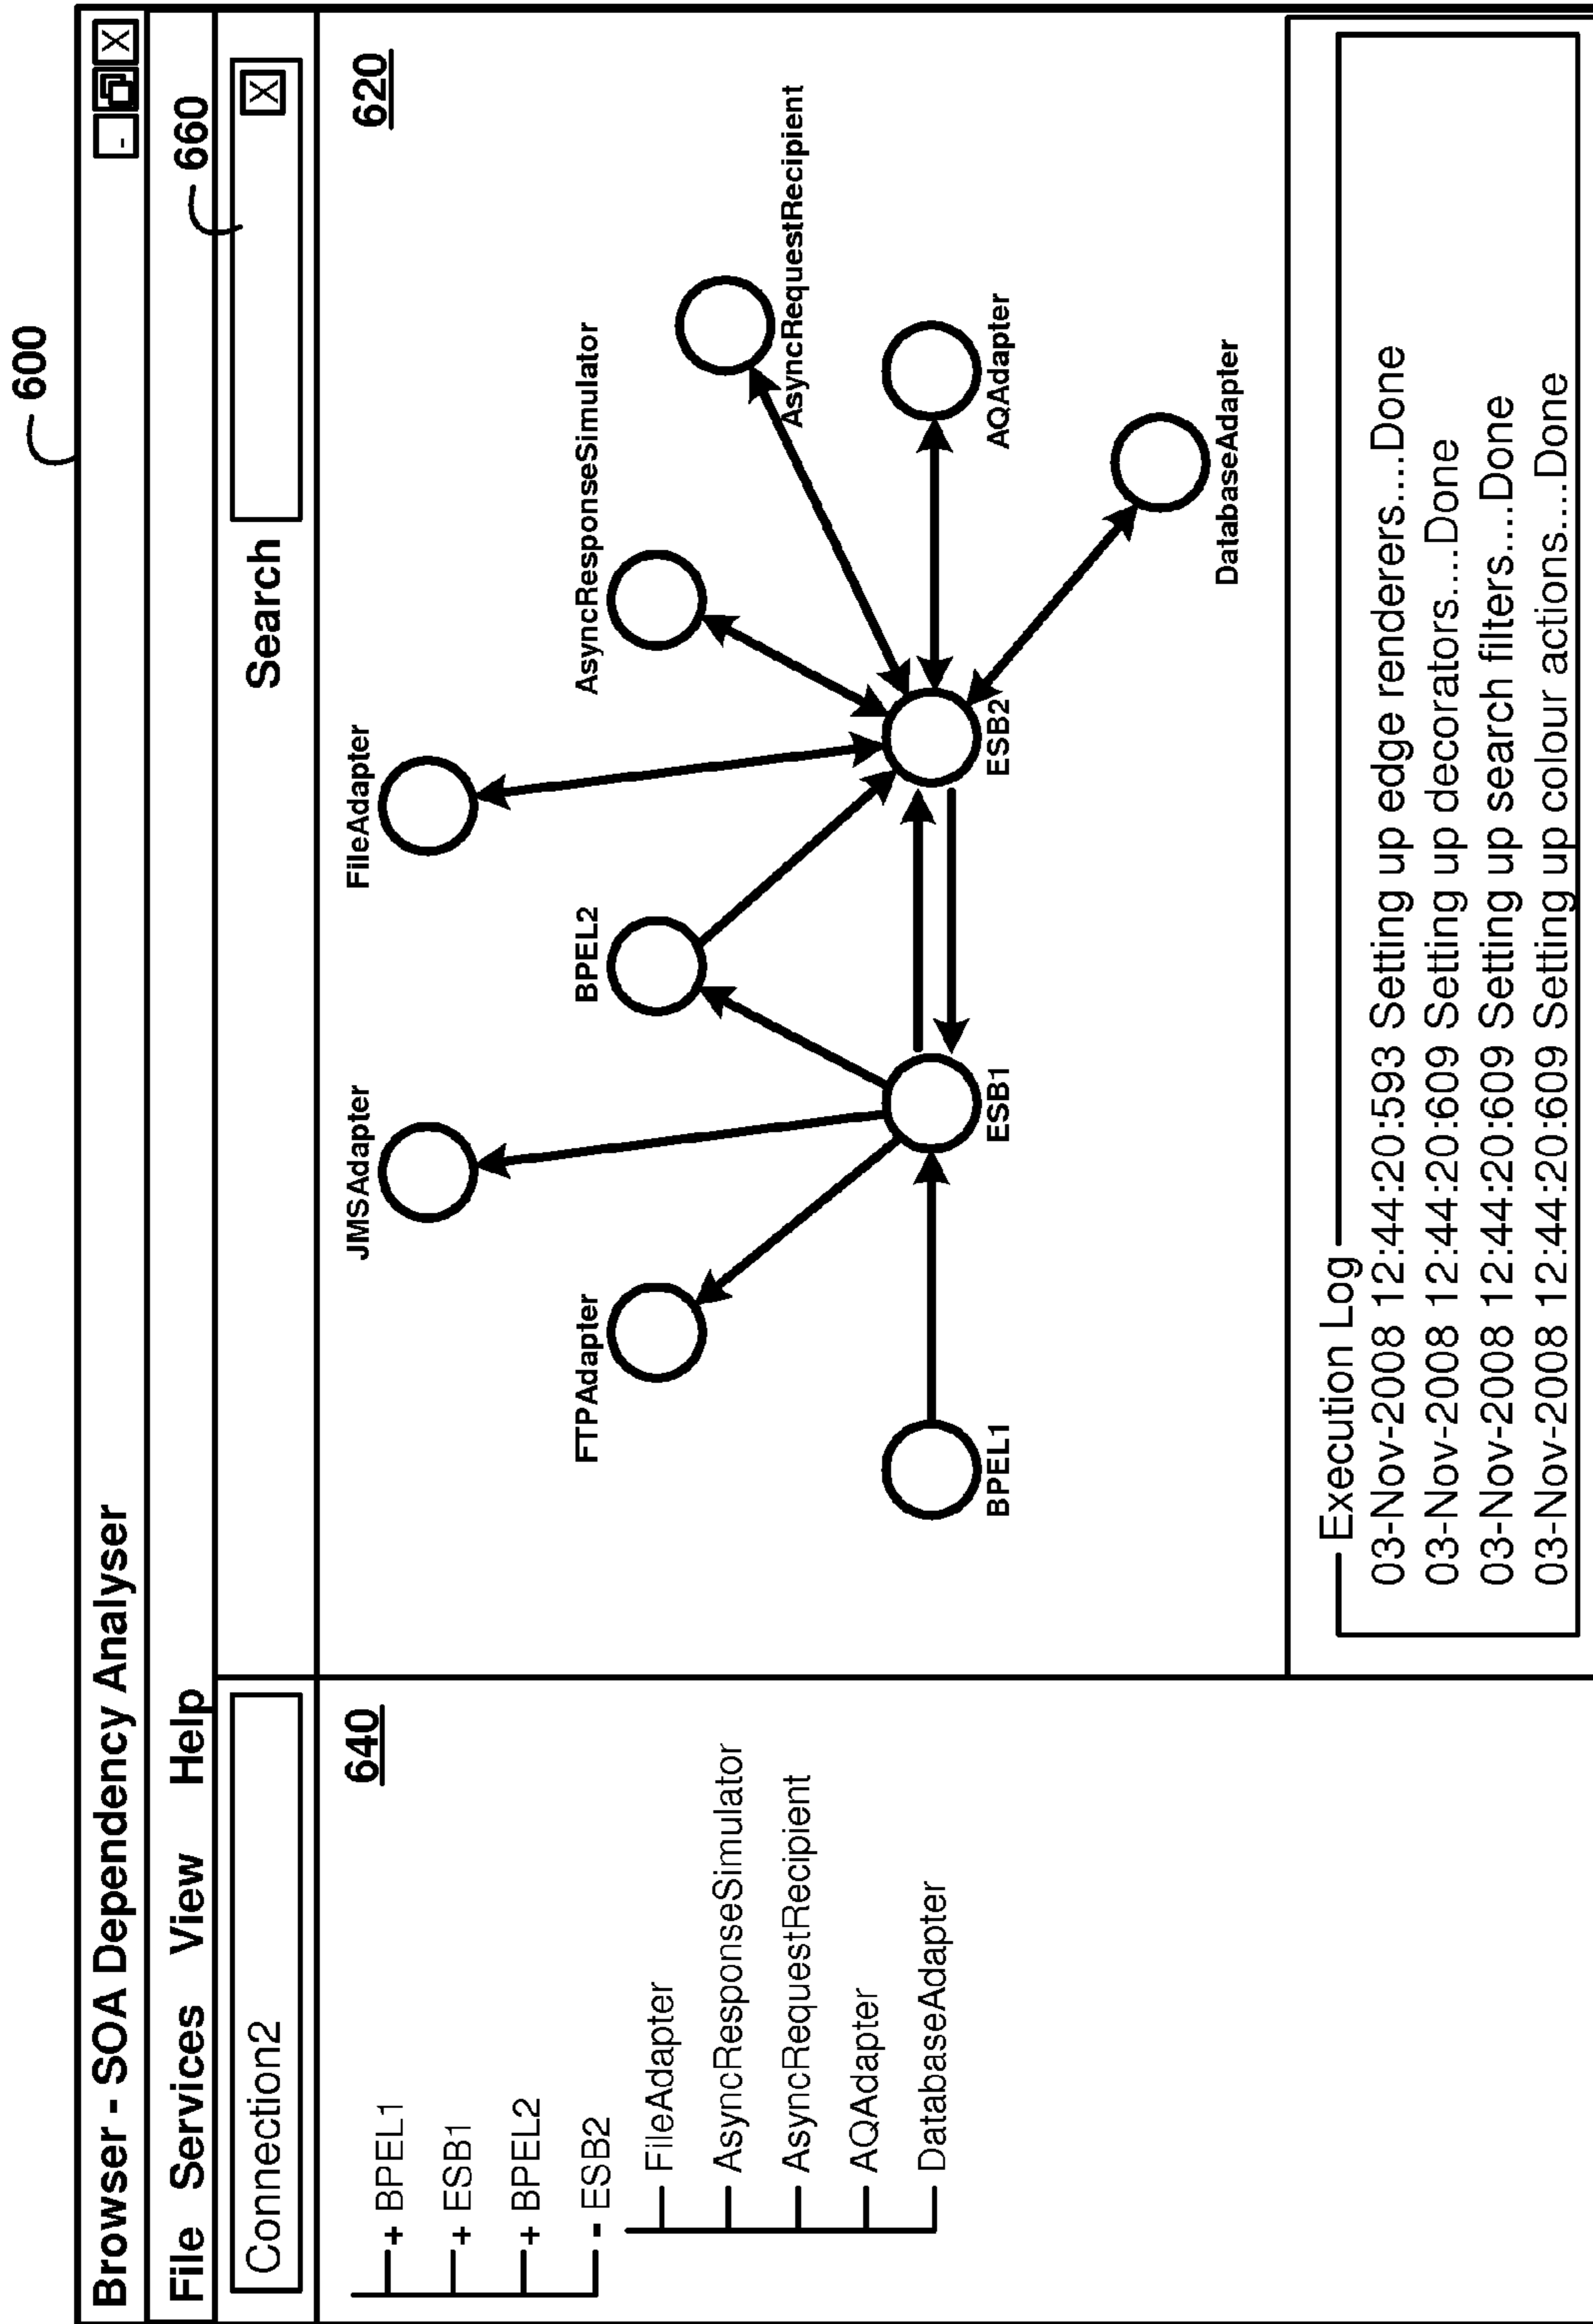 600
Browser - SOA Dependency Analyser
- X
File Services View Help
660
Connection2
Search
X
640
+ BPEL1
+ ESB1
+ BPEL2
- ESB2
FileAdapter
AsyncResponseSimulator
AsyncRequestRecipient
AQAdapter
DatabaseAdapter
620
JMSAdapter
FileAdapter
FTPAdapter
BPEL2
AsyncResponseSimulator
AsyncRequestRecipient
BPEL1
ESB1
ESB2
AQAdapter
DatabaseAdapter
Execution Log
03-Nov-2008 12:44:20:593 Setting up edge renderers....Done
03-Nov-2008 12:44:20:609 Setting up decorators....Done
03-Nov-2008 12:44:20:609 Setting up search filters....Done
03-Nov-2008 12:44:20:609 Setting up colour actions....Done